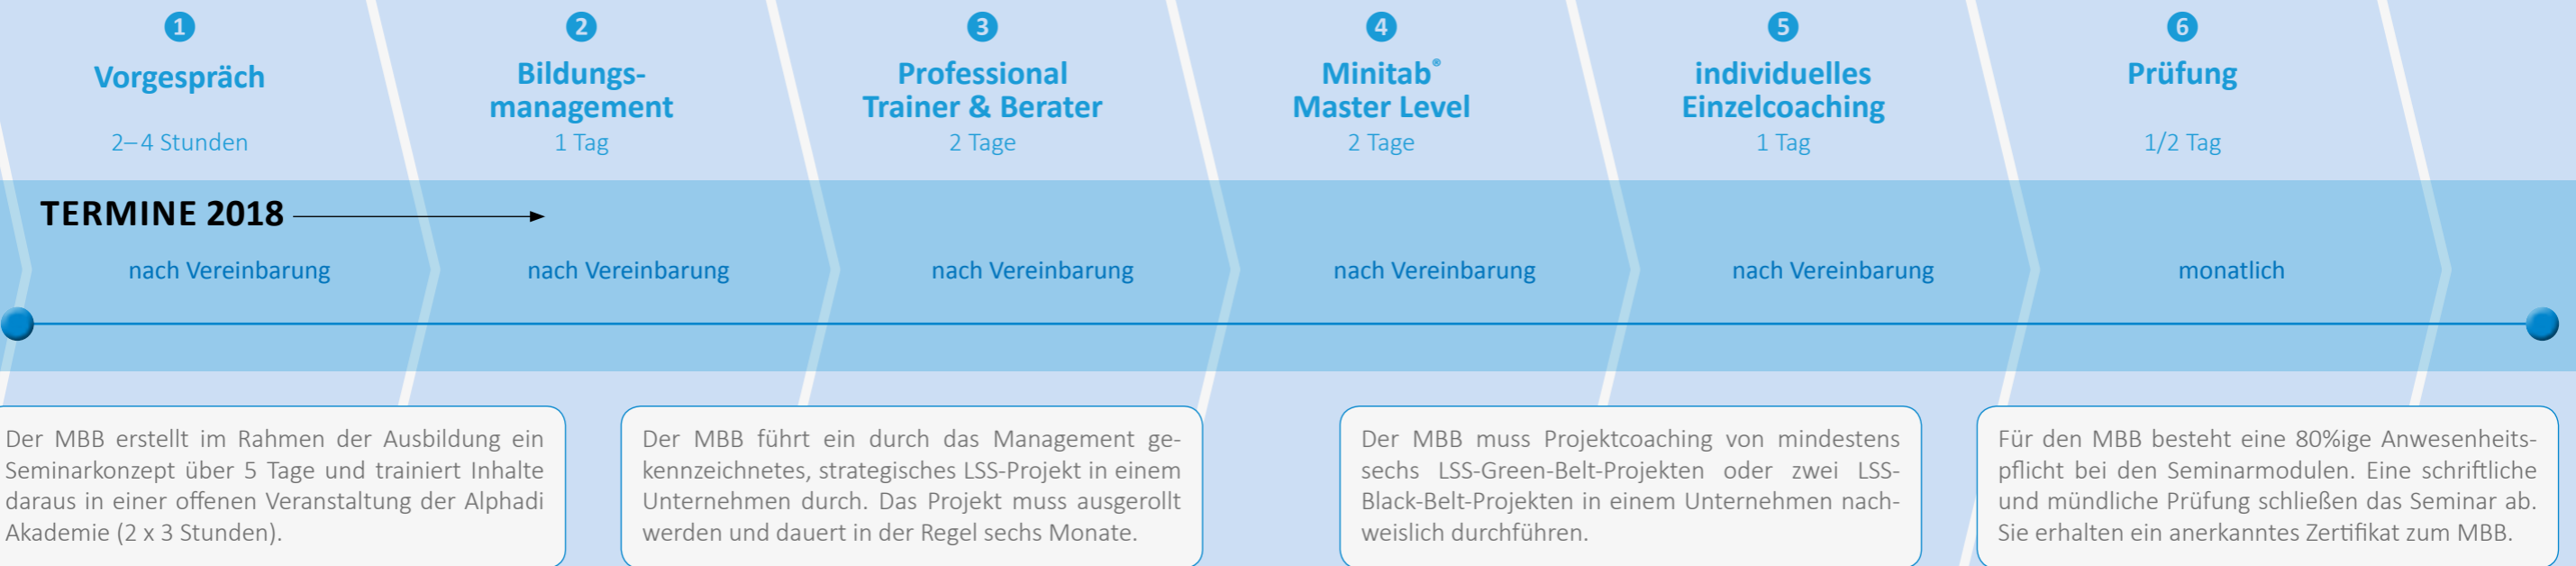 1
Vorgespräch
2–4 Stunden
2
Bildungs-
management
1 Tag
3
Professional
Trainer & Berater
2 Tage
4
Minitab®
Master Level
2 Tage
5
individuelles
Einzelcoaching
1 Tag
6
Prüfung
1/2 Tag
TERMINE 2018
nach Vereinbarung
nach Vereinbarung
nach Vereinbarung
nach Vereinbarung
nach Vereinbarung
monatlich
Der MBB erstellt im Rahmen der Ausbildung ein
Seminarkonzept über 5 Tage und trainiert Inhalte
daraus in einer offenen Veranstaltung der Alphadi
Akademie (2 x 3 Stunden).
Der MBB führt ein durch das Management ge-
kennzeichnetes, strategisches LSS-Projekt in einem
Unternehmen durch. Das Projekt muss ausgerollt
werden und dauert in der Regel sechs Monate.
Der MBB muss Projektcoaching von mindestens
sechs LSS-Green-Belt-Projekten oder zwei LSS-
Black-Belt-Projekten in einem Unternehmen nach-
weislich durchführen.
Für den MBB besteht eine 80%ige Anwesenheits-
pflicht bei den Seminarmodulen. Eine schriftliche
und mündliche Prüfung schließen das Seminar ab.
Sie erhalten ein anerkanntes Zertifikat zum MBB.